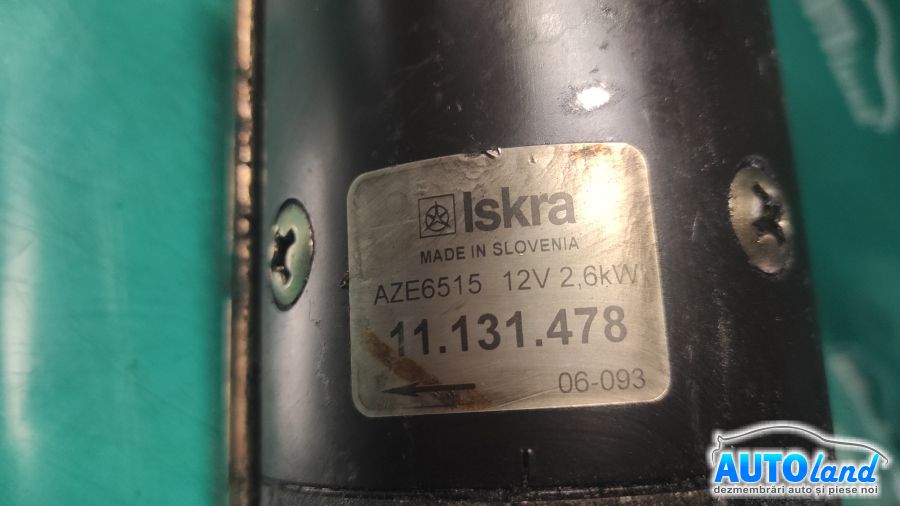 Iskra
MADE IN SLOVENIA
AZE6515 12V 2,6kW
11.131.478
06-093
AUTOland
dezmembrări auto și piese noi